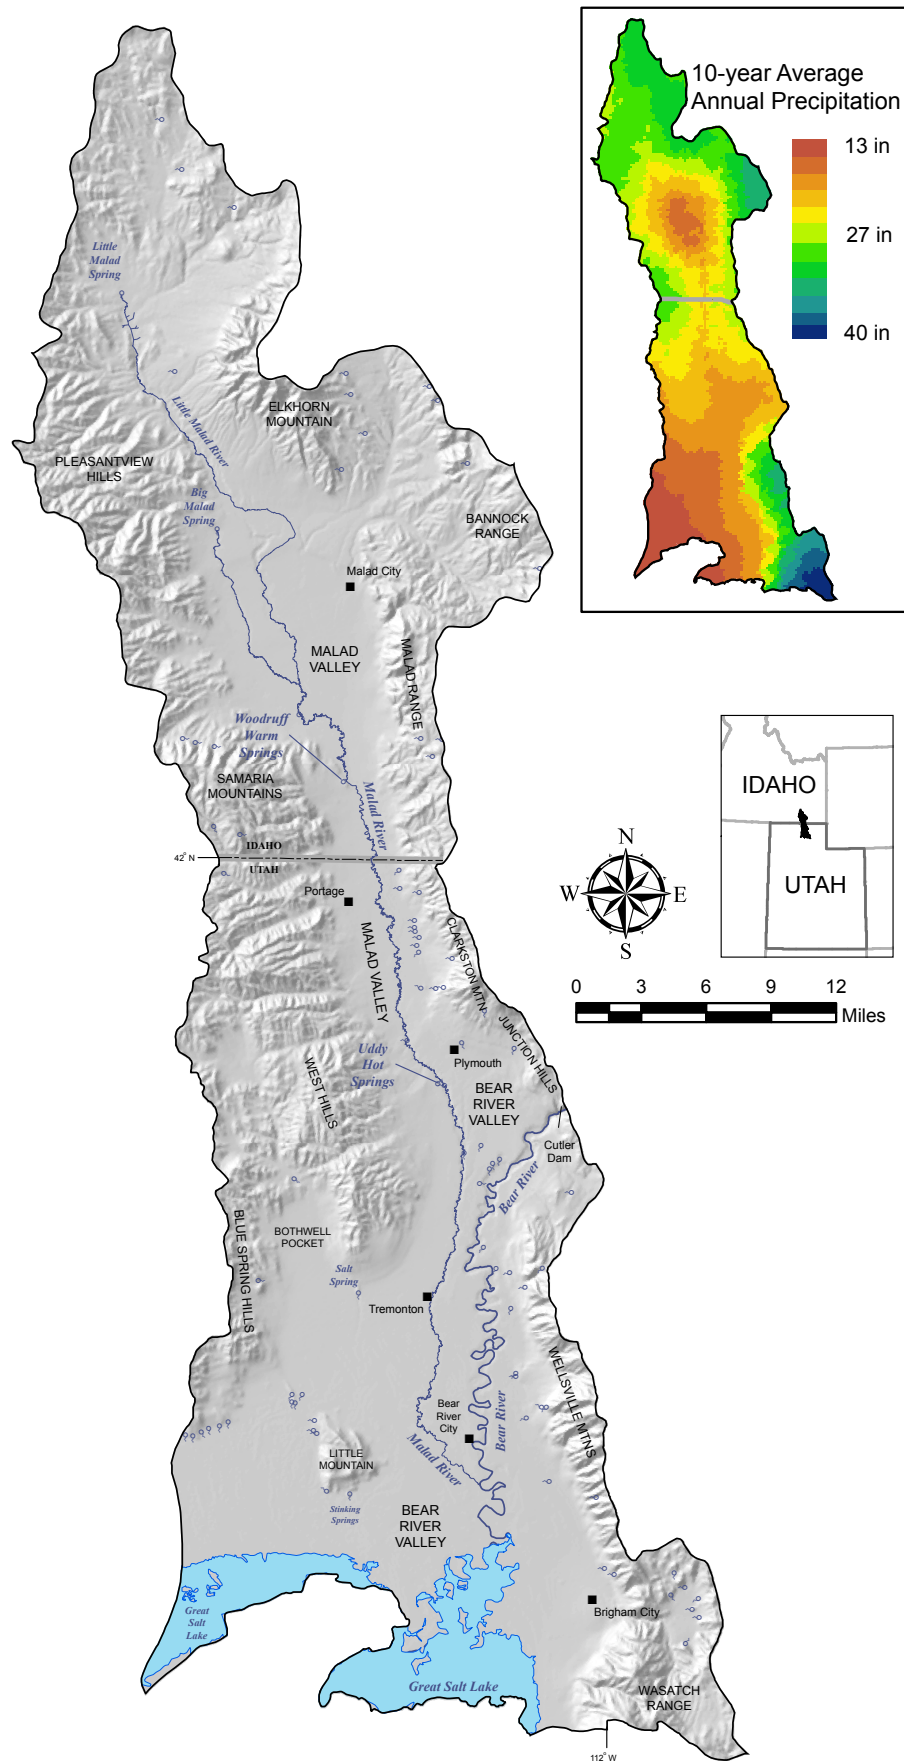 10-year Average
Annual Precipitation
13 in
27 in
40 in
Little
Malad
Spring
Little Malad River
ELKHORN
MOUNTAIN
PLEASANTVIEW
HILLS
Big
Malad
Spring
BANNOCK
RANGE
Malad City
MALAD
VALLEY
MALAD RANGE
Woodruff
Warm
Springs
SAMARIA
MOUNTAINS
Malad River
IDAHO
42° N
UTAH
Portage
MALAD VALLEY
CLARKSTON MTN
JUNCTION HILLS
Uddy
Hot
Springs
Plymouth
BEAR
RIVER
VALLEY
WEST HILLS
Cutler
Dam
Bear River
BLUE SPRING HILLS
BOTHWELL
POCKET
Salt
Spring
Tremonton
WELLSVILLE MTNS
Bear
River
City
Bear River
Malad River
LITTLE
MOUNTAIN
Stinking
Springs
BEAR
RIVER
VALLEY
Great
Salt
Lake
Great Salt Lake
Brigham City
WASATCH
RANGE
112° W
IDAHO
UTAH
N
W
E
S
0
3
6
9
12
Miles